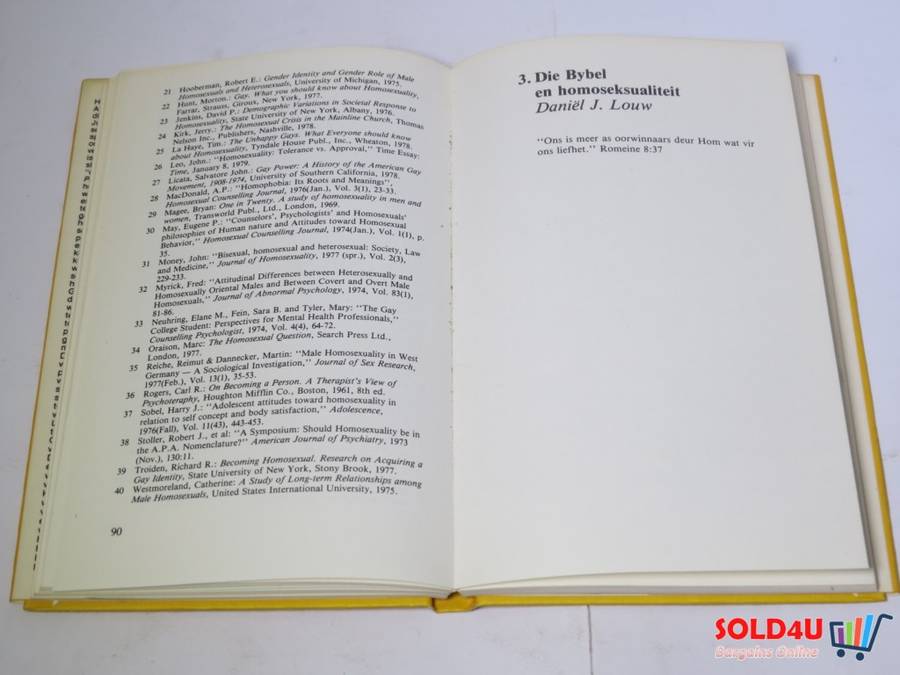 21 Hooberman, Robert E.: Gender Identity and Gender Role of Male
Homosexuals and Heterosexuals, University of Michigan, 1975.
22 Hunt, Morton.: Gay. What you should know about Homosexuality,
Farrar, Strauss, Giroux, New York, 1977.
23 Jenkins, David P.: Demographic Variations in Societal Response to
Homosexuality, State University of New York, Albany, 1976.
24 Kirk, Jerry.: The Homosexual Crisis in the Mainline Church, Thomas
Nelson Inc., Publishers, Nashville, 1978.
25 La Haye, Tim.: The Unhappy Gays. What Everyone should know
about Homosexuality, Tyndale House Publ., Inc., Wheaton, 1978.
26 Leo, John.: "Homosexuality: Tolerance vs. Approval," Time Essay:
Time, January 8, 1979.
27 Licata, Salvatore John.: Gay Power: A History of the American Gay
Movement, 1908-1974, University of Southern California, 1978.
28 MacDonald, A.P.: "Homophobia: Its Roots and Meanings",
Homosexual Counselling Journal, 1976(Jan.), Vol. 3(1), 23-33.
29 Magee, Bryan: One in Twenty. A study of homosexuality in men and
women, Transworld Publ., Ltd., London, 1969.
30 May, Eugene P.: "Counselors', Psychologists' and Homosexuals'
philosophies of Human nature and Attitudes toward Homosexual
Behavior," Homosexual Counselling Journal, 1974(Jan.), Vol. 1(1), p.
35.
31 Money, John: "Bisexual, homosexual and heterosexual: Society, Law
and Medicine," Journal of Homosexuality, 1977 (spr.), Vol. 2(3),
229-233.
32 Myrick, Fred: "Attitudinal Differences between Heterosexually and
Homosexually Oriental Males and Between Covert and Overt Male
Homosexuals," Journal of Abnormal Psychology, 1974, Vol. 83(1),
81-86.
33 Neuhring, Elane M., Fein, Sara B. and Tyler, Mary: "The Gay
College Student: Perspectives for Mental Health Professionals,"
Counselling Psychologist, 1974, Vol. 4(4), 64-72.
34 Oraison, Marc: The Homosexual Question, Search Press Ltd.,
London, 1977.
35 Reiche, Reimut & Dannecker, Martin: "Male Homosexuality in West
Germany — A Sociological Investigation," Journal of Sex Research,
1977(Feb.), Vol. 13(1), 35-53.
36 Rogers, Carl R.: On Becoming a Person. A Therapist's View of
Psychoteraphy, Houghton Mifflin Co., Boston, 1961, 8th ed.
37 Sobel, Harry J.: "Adolescent attitudes toward homosexuality in
relation to self concept and body satisfaction," Adolescence,
1976(Fall), Vol. 11(43), 443-453.
38 Stoller, Robert J., et al: "A Symposium: Should Homosexuality be in
the A.P.A. Nomenclature?" American Journal of Psychiatry, 1973
(Nov.), 130:11.
39 Troiden, Richard R.: Becoming Homosexual. Research on Acquiring a
Gay Identity, State University of New York, Stony Brook, 1977.
40 Westmoreland, Catherine: A Study of Long-term Relationships among
Male Homosexuals, United States International University, 1975.
90
3. Die Bybel
en homoseksualiteit
Daniël J. Louw
"Ons is meer as oorwinnaars deur Hom wat vir
ons liefhet." Romeine 8:37
SOLD4U
Bargains Online